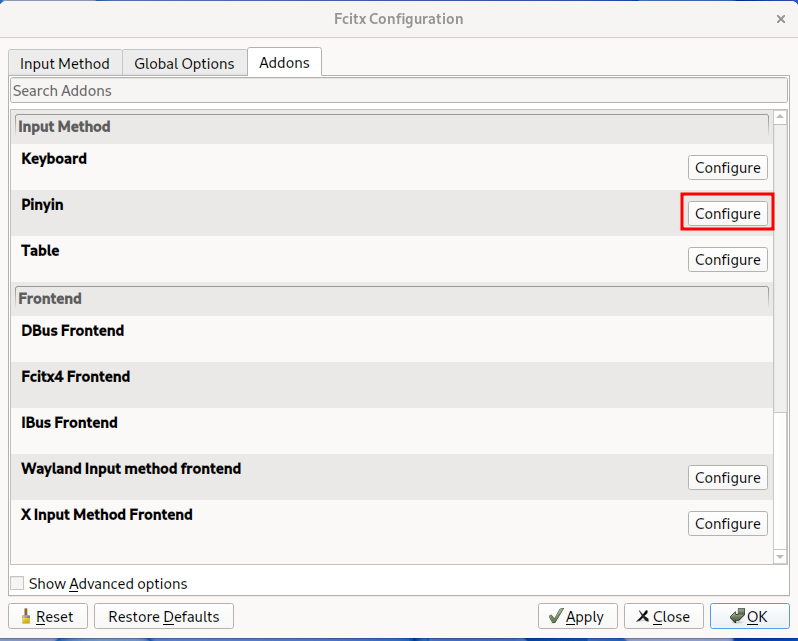 Fcitx Configuration
Input Method Global Options Addons
Search Addons
Input Method
Keyboard
Configure
Pinyin
Configure
Table
Configure
Frontend
DBus Frontend
Fcitx4 Frontend
IBus Frontend
Wayland Input method frontend
Configure
X Input Method Frontend
Configure
Show Advanced options
Reset Restore Defaults Apply Close OK